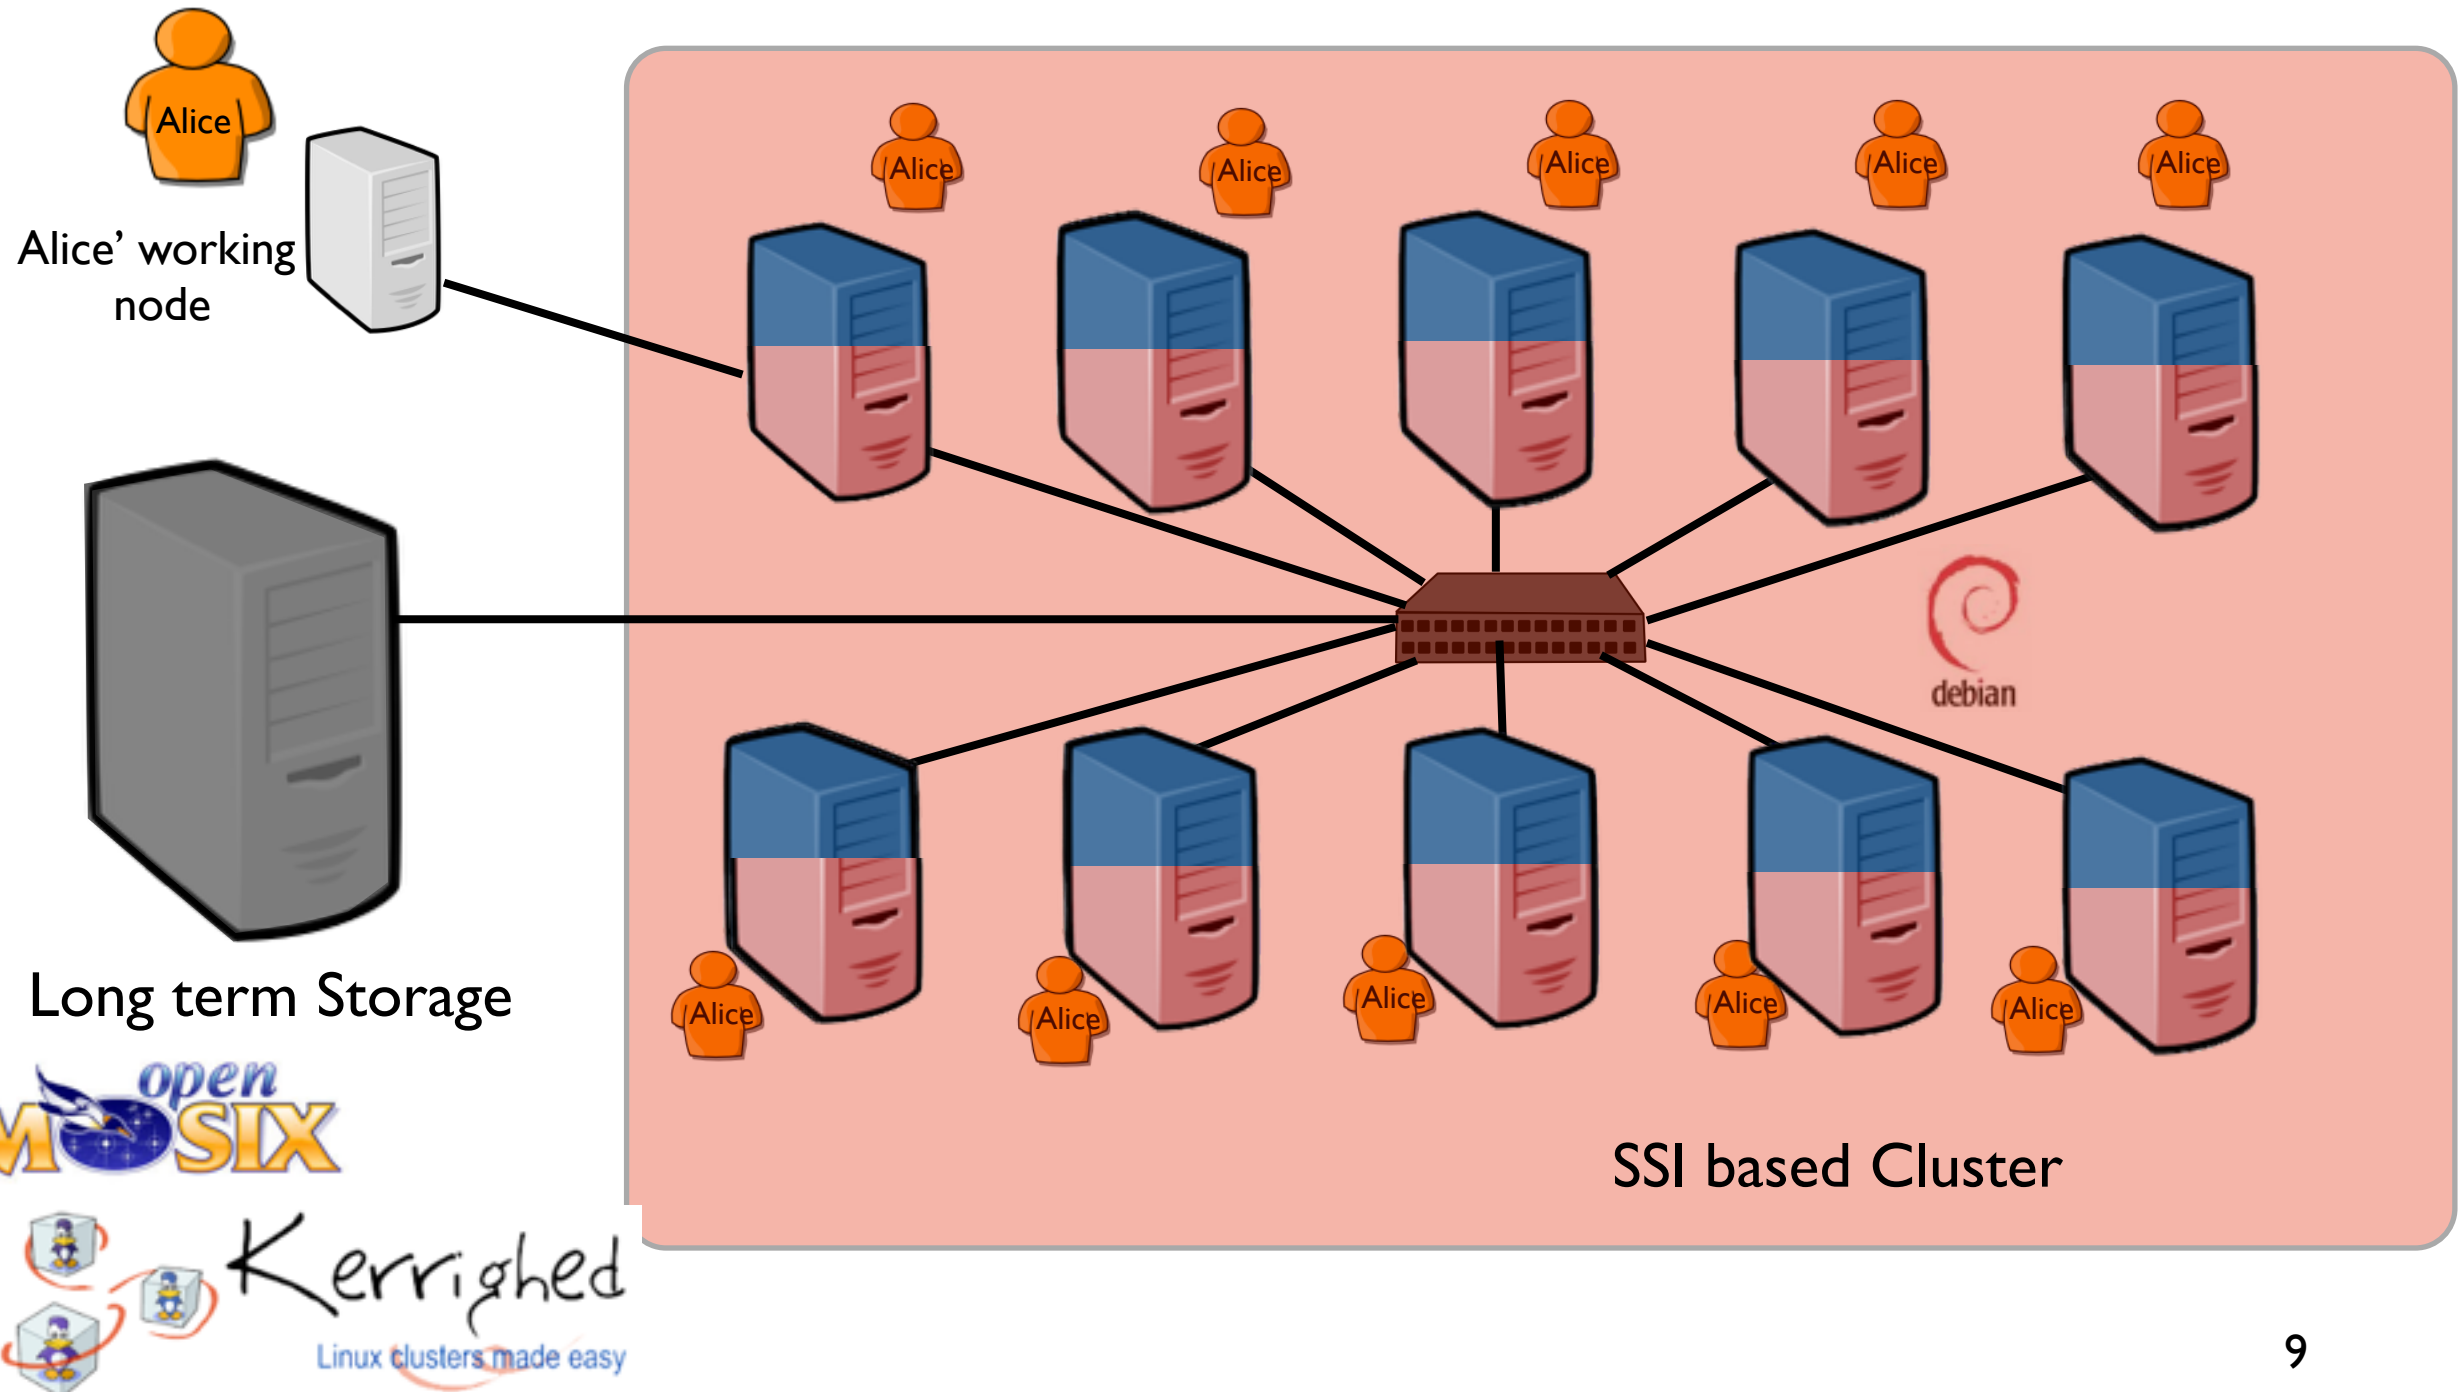 Alice
Alice
Alice
Alice
Alice
Alice
Alice’ working
node
debian
Long term Storage
Alice
Alice
Alice
Alice
Alice
open
MOSIX
SSI based Cluster
Kerrighed
Linux clusters made easy
9